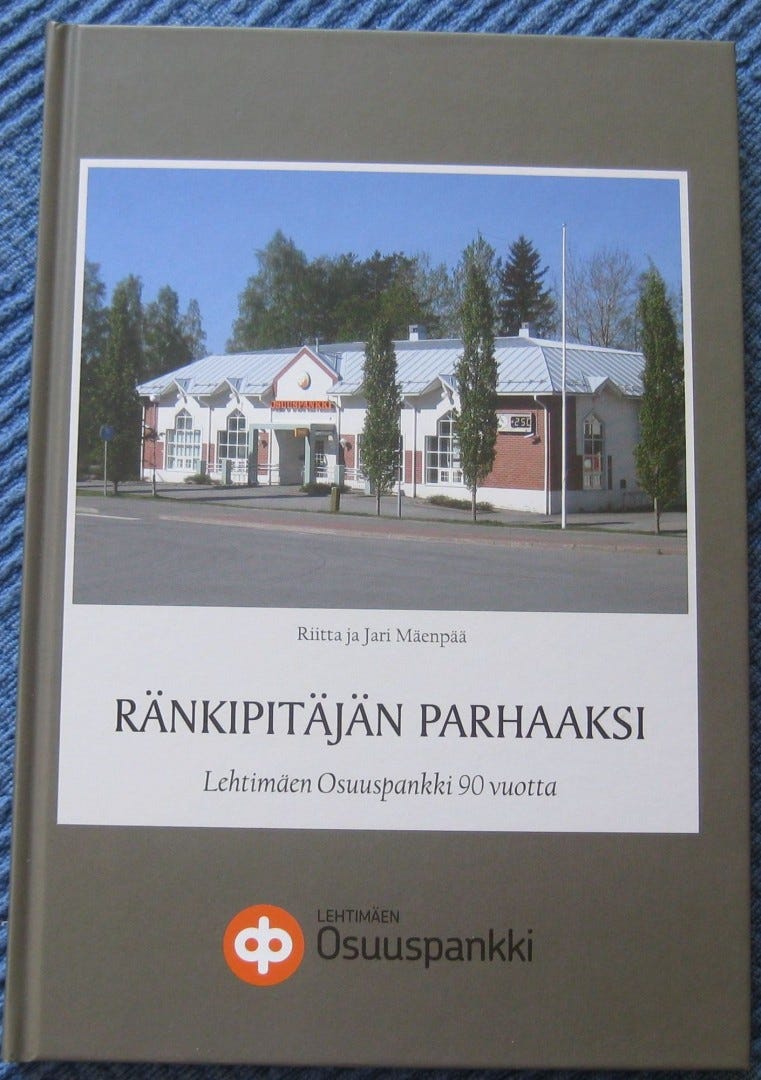 OSUUSPANKKI
Riitta ja Jari Mäenpää
RÄNKIPITÄJÄN PARHAAKSI
Lehtimäen Osuuspankki 90 vuotta
LEHTIMÄEN
Osuuspankki